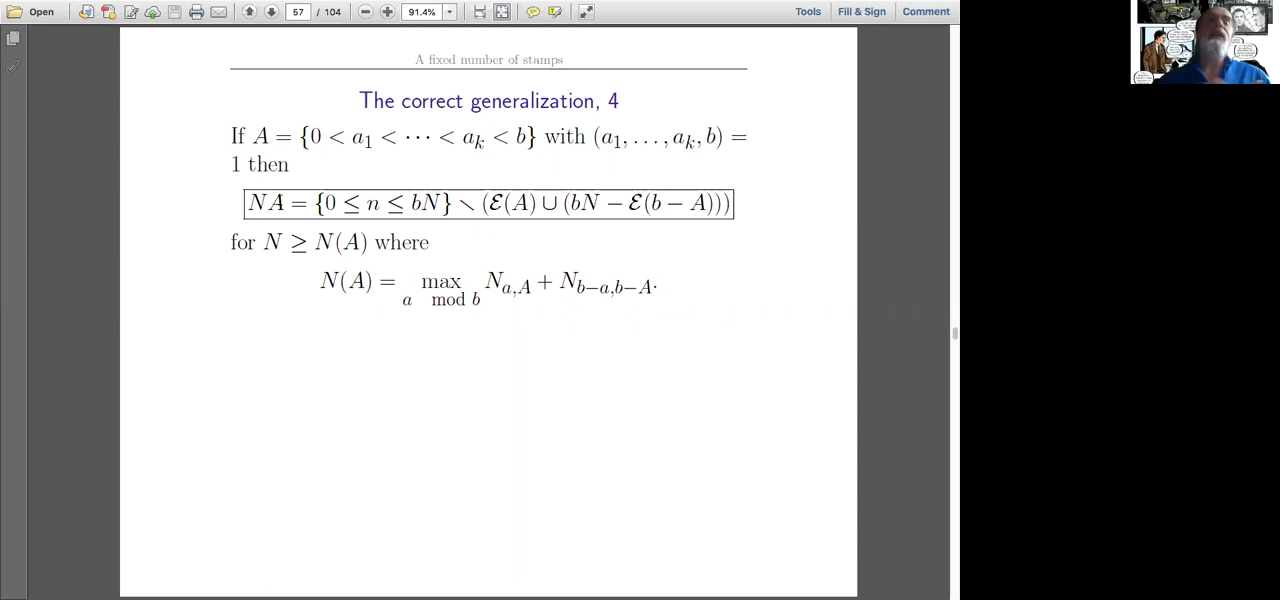 Open 57 / 104 91.4% Tools Fill & Sign Comment
A fixed number of stamps
The correct generalization, 4
If A = {0 < a₁ < ⋯ < aₖ < b} with (a₁, …, aₖ, b) =
1 then
NA = {0 ≤ n ≤ bN} ∖ (ℰ(A) ∪ (bN − ℰ(b − A)))
for N ≥ N(A) where
N(A) = max N_{a,A} + N_{b−a,b−A}.
a mod b